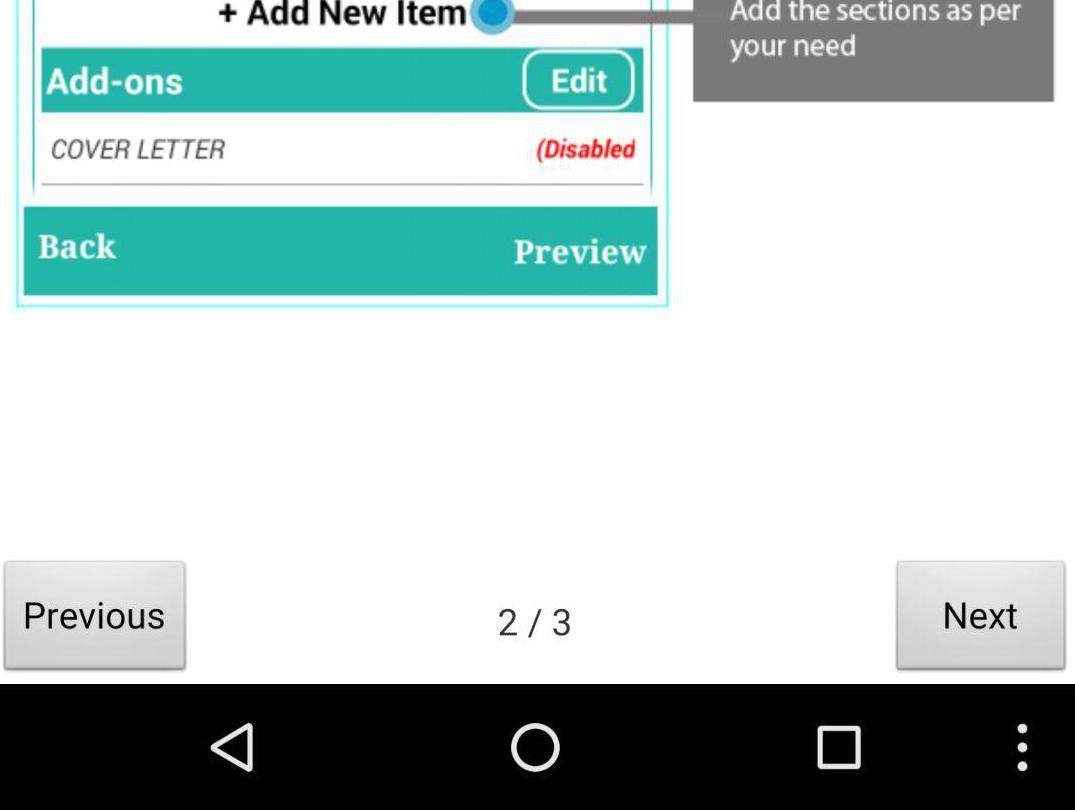 + Add New Item
Add the sections as per
your need
Add-ons
Edit
COVER LETTER
(Disabled
Back
Preview
Previous
2 / 3
Next